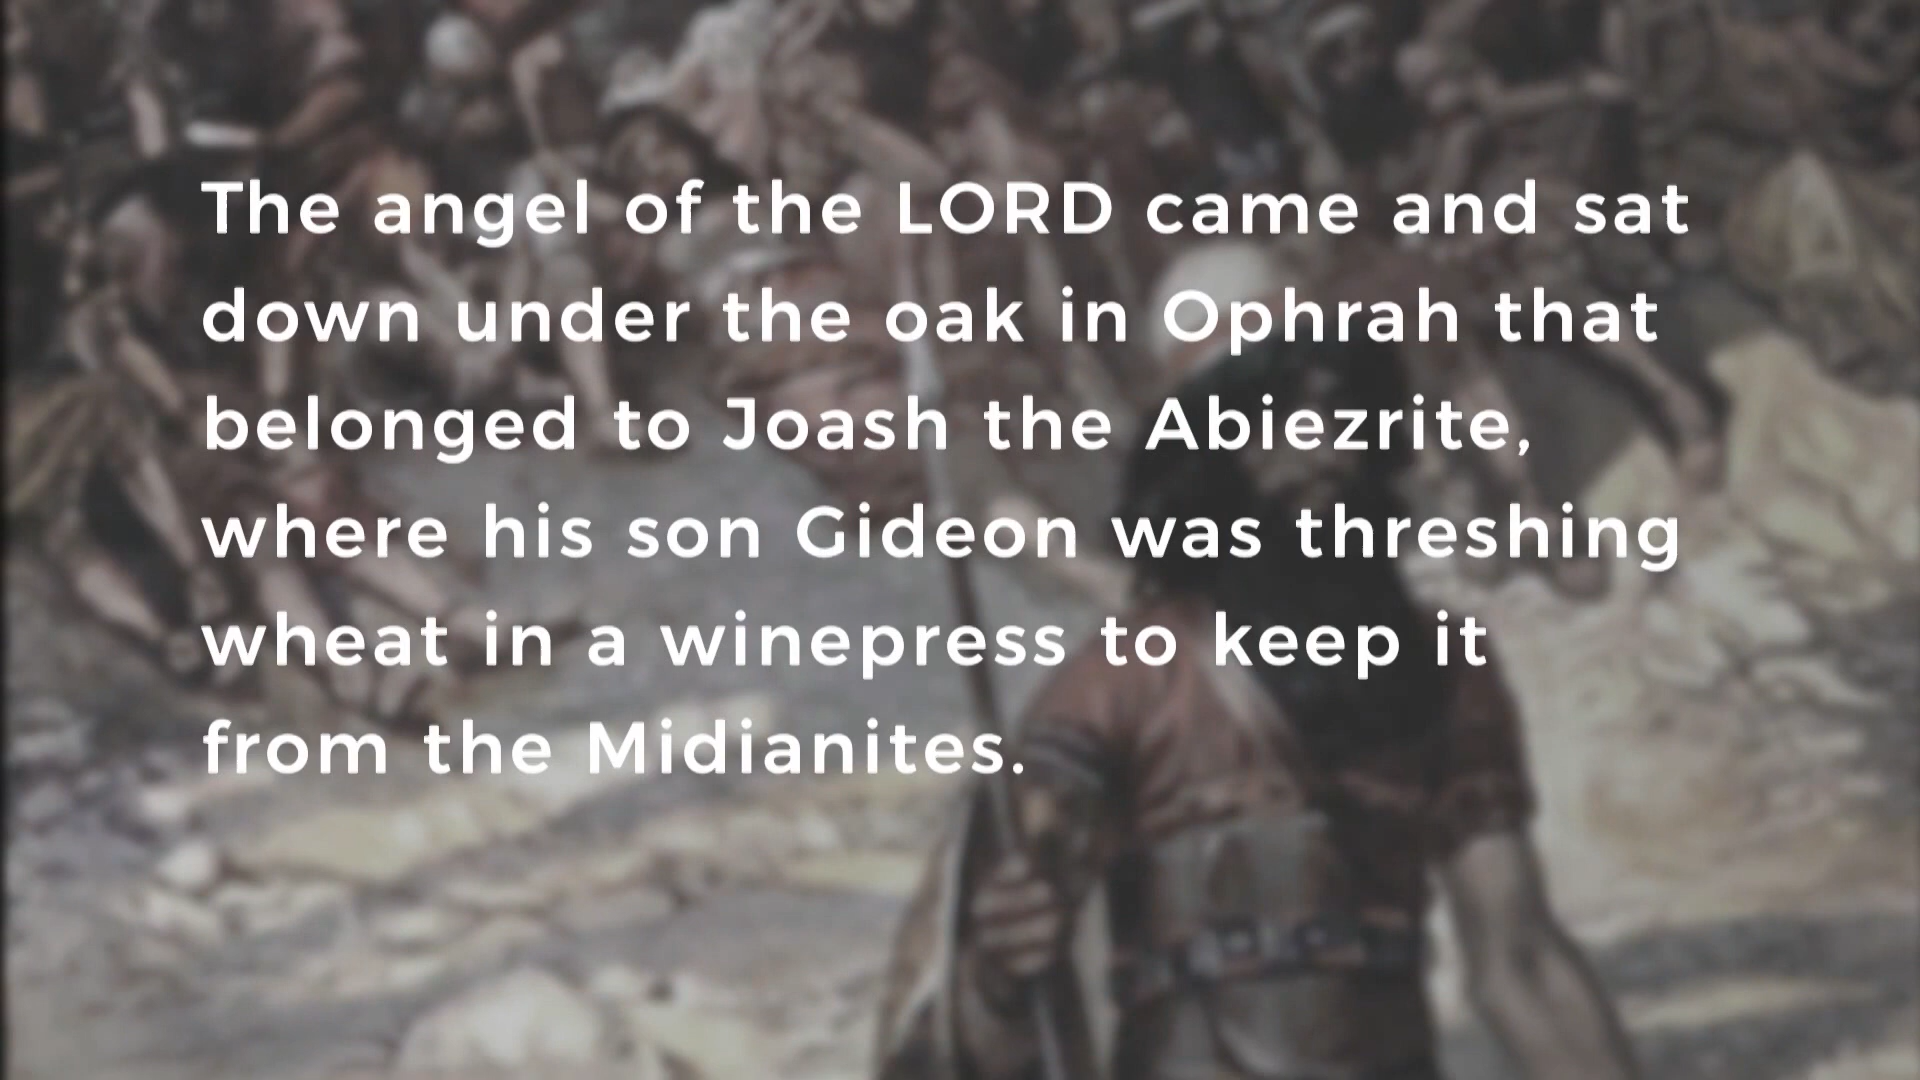 The angel of the LORD came and sat
down under the oak in Ophrah that
belonged to Joash the Abiezrite,
where his son Gideon was threshing
wheat in a winepress to keep it
from the Midianites.